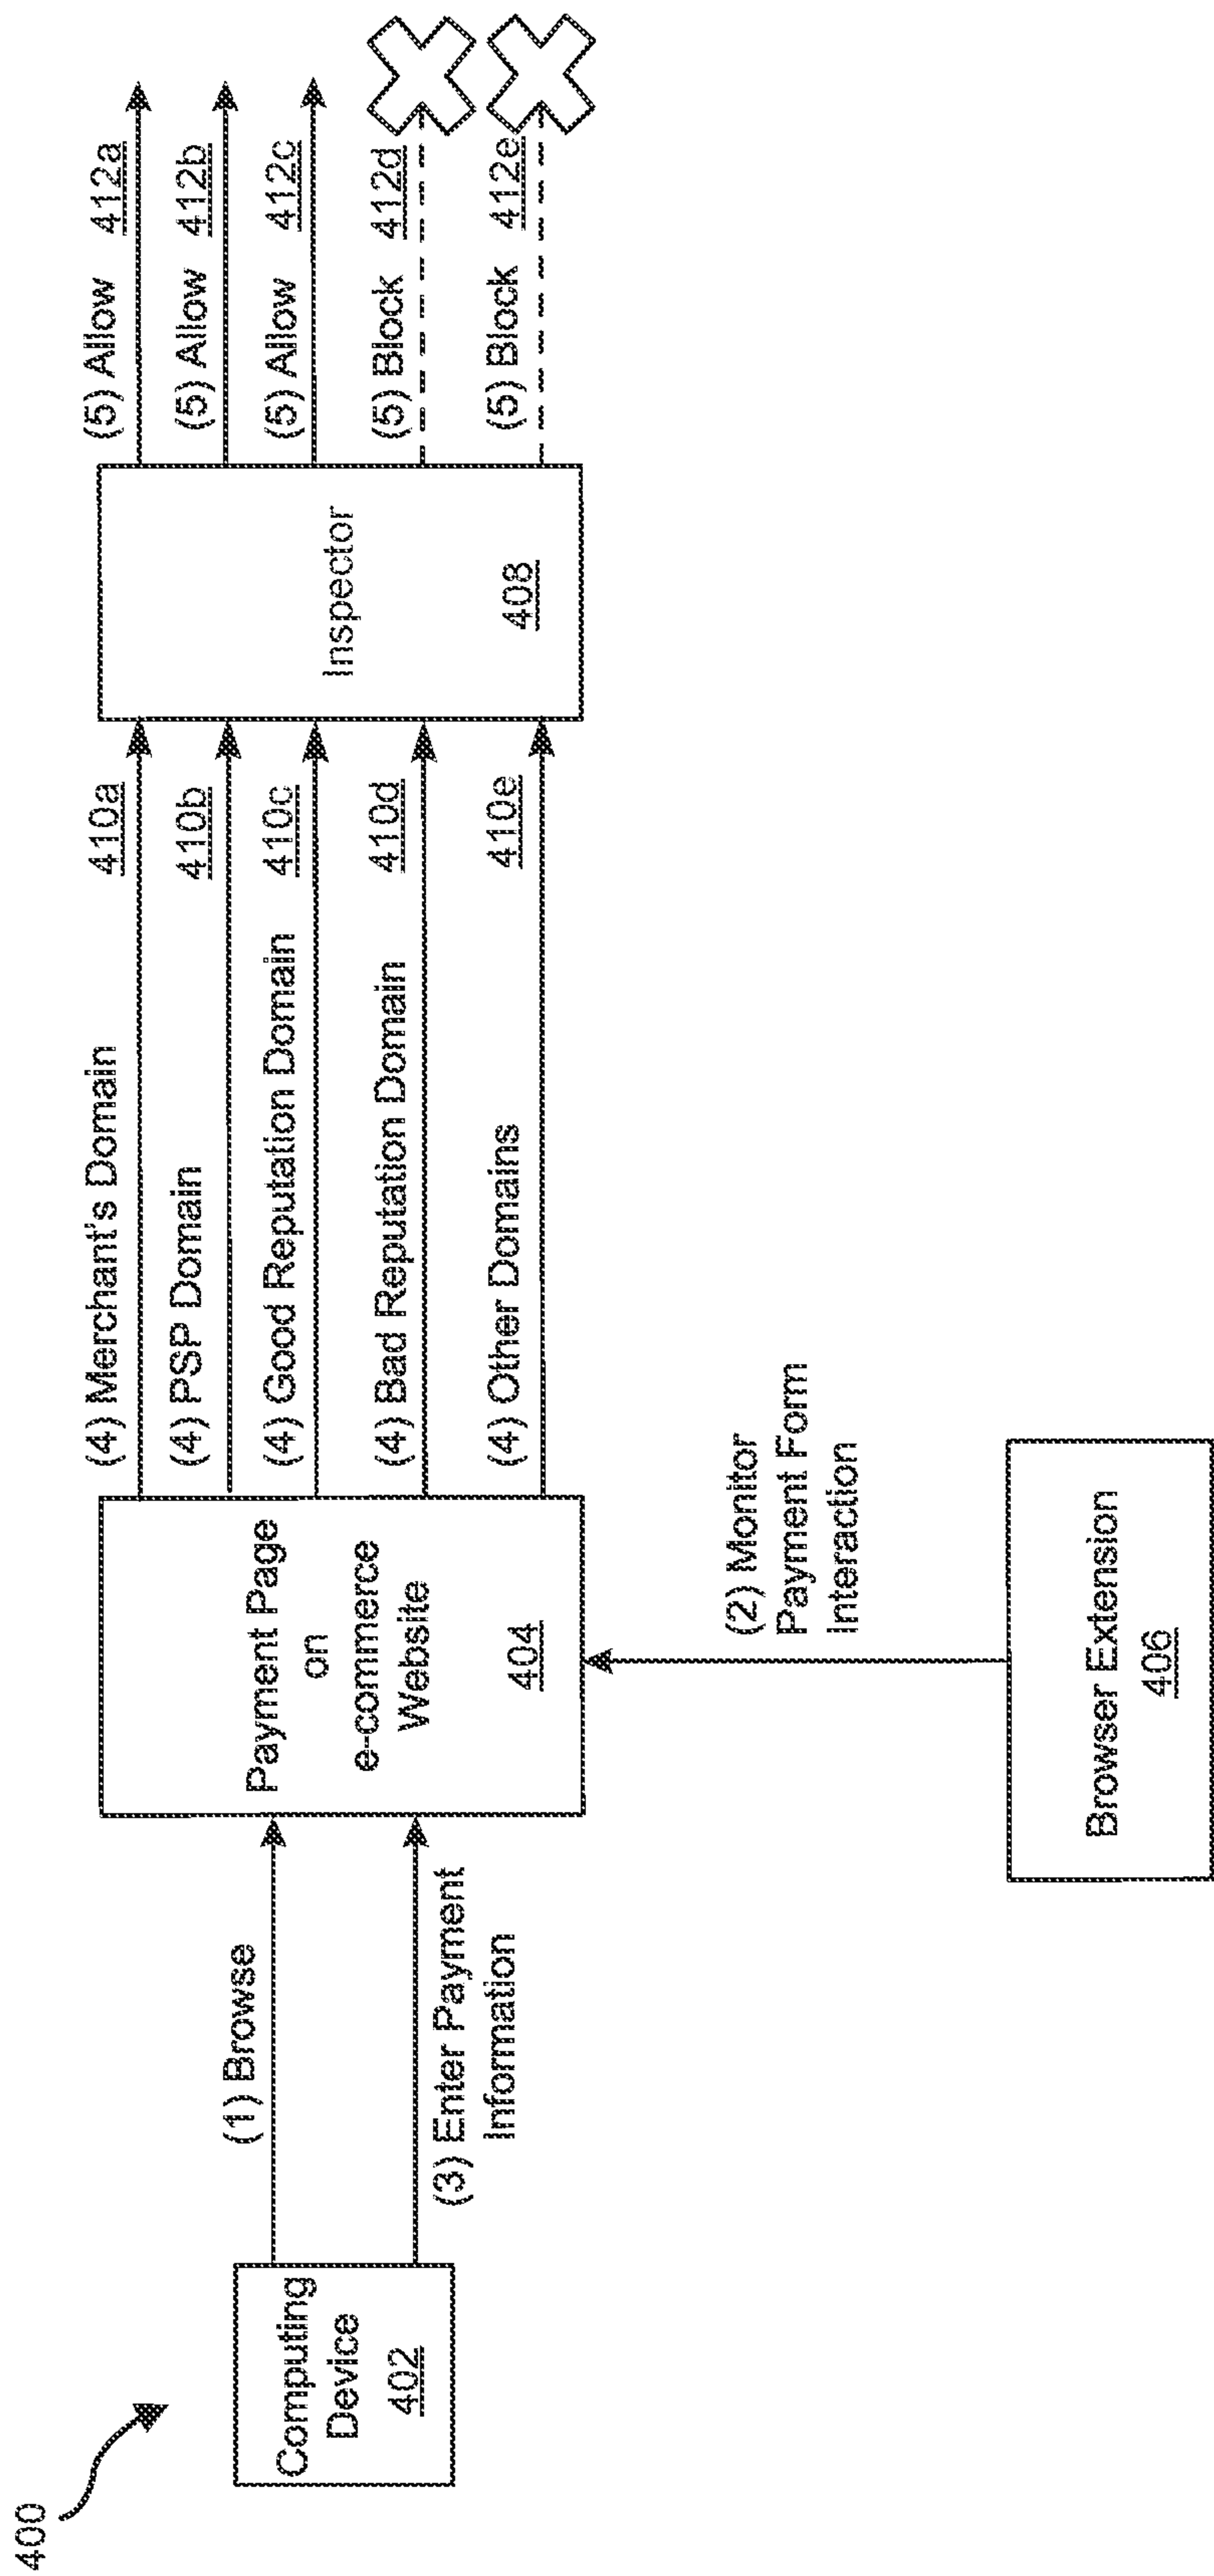 400
Computing
Device
402
(1) Browse
(3) Enter Payment
Information
Payment Page
on
e-commerce
Website
404
(2) Monitor
Payment Form
Interaction
Browser Extension
406
(4) Merchant's Domain 410a
(4) PSP Domain 410b
(4) Good Reputation Domain 410c
(4) Bad Reputation Domain 410d
(4) Other Domains 410e
Inspector
408
(5) Allow 412a
(5) Allow 412b
(5) Allow 412c
(5) Block 412d
(5) Block 412e